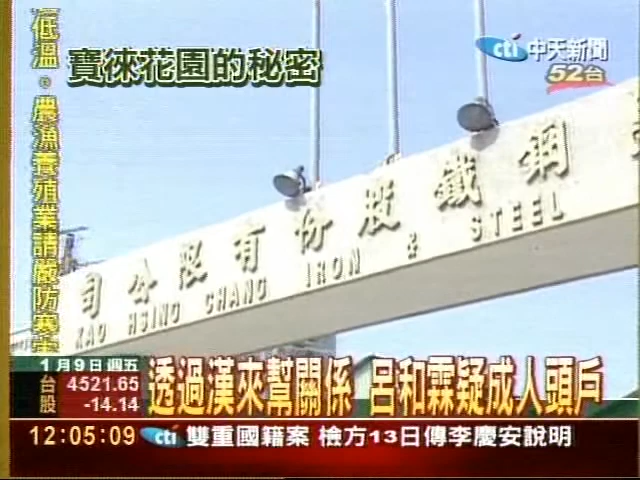 低溫。農漁養殖業請嚴防寒害
寶徠花園的秘密
cti 中天新聞
52台
鋼鐵股份有限公司
KAO HSING CHANG IRON & STEEL
1月9日 週五
台股 4521.65
-14.14
透過漢來幫關係 呂和霖疑成人頭戶
12:05:09
cti 雙重國籍案 檢方13日傳李慶安說明